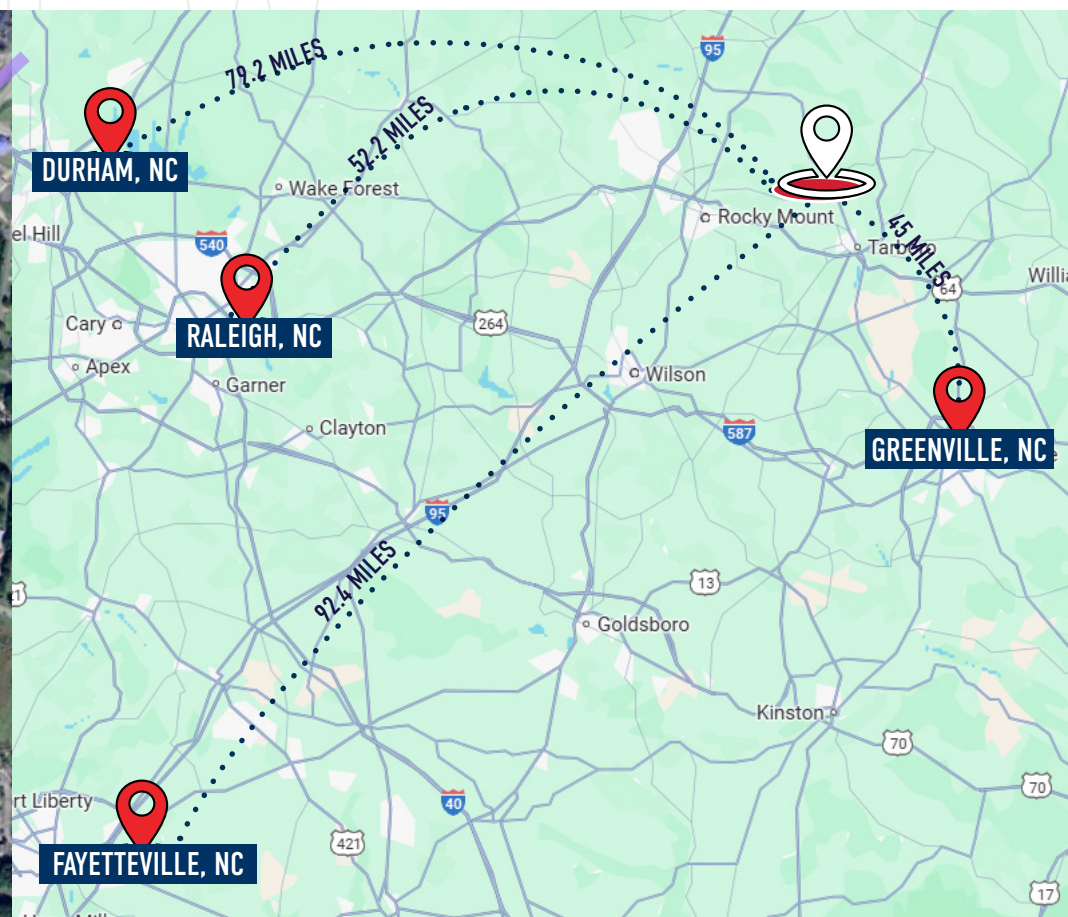 79.2 MILES
95
52.2 MILES
DURHAM, NC
Wake Forest
Rocky Mount
45 MILES
el Hill
540
Tarboro
64
Willia
RALEIGH, NC
Cary
264
Apex
Garner
Wilson
Clayton
587
GREENVILLE, NC
e
95
92.4 MILES
13
1
Goldsboro
Kinston
70
rt Liberty
40
70
421
FAYETTEVILLE, NC
17